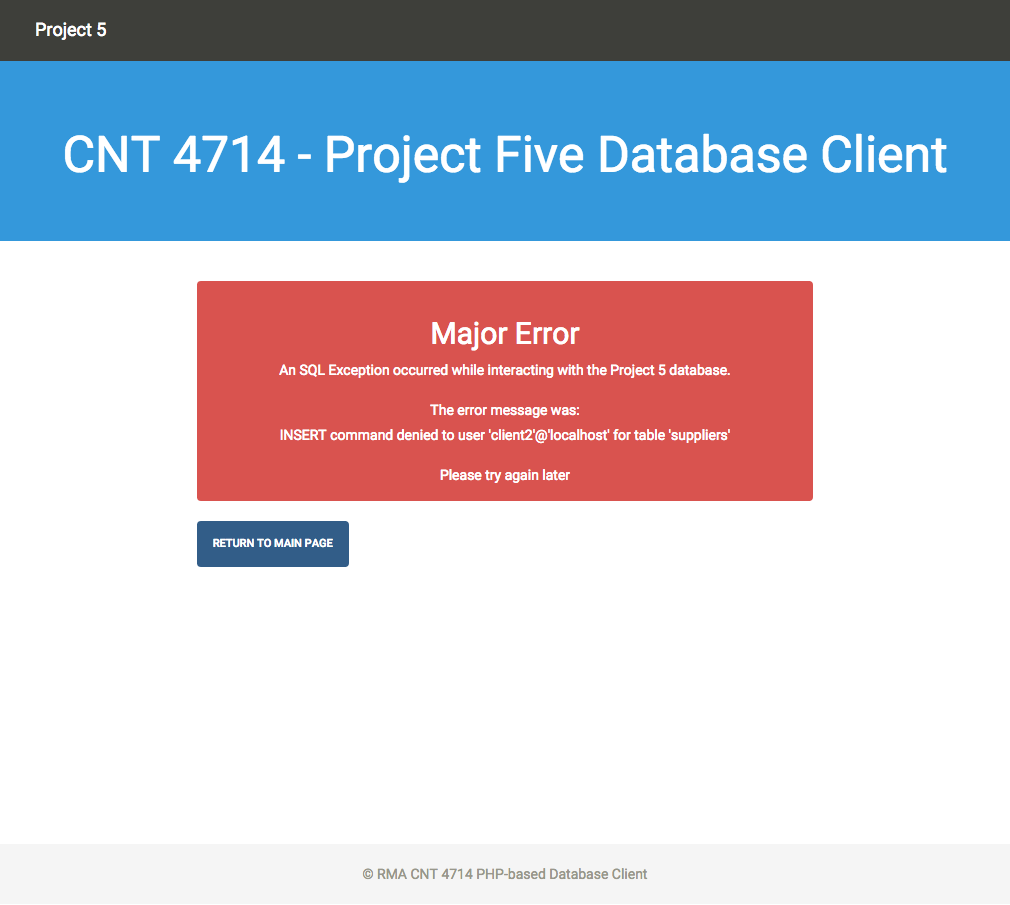 Project 5
CNT 4714 - Project Five Database Client
Major Error
An SQL Exception occurred while interacting with the Project 5 database.
The error message was:
INSERT command denied to user 'client2'@'localhost' for table 'suppliers'
Please try again later
RETURN TO MAIN PAGE
© RMA CNT 4714 PHP-based Database Client